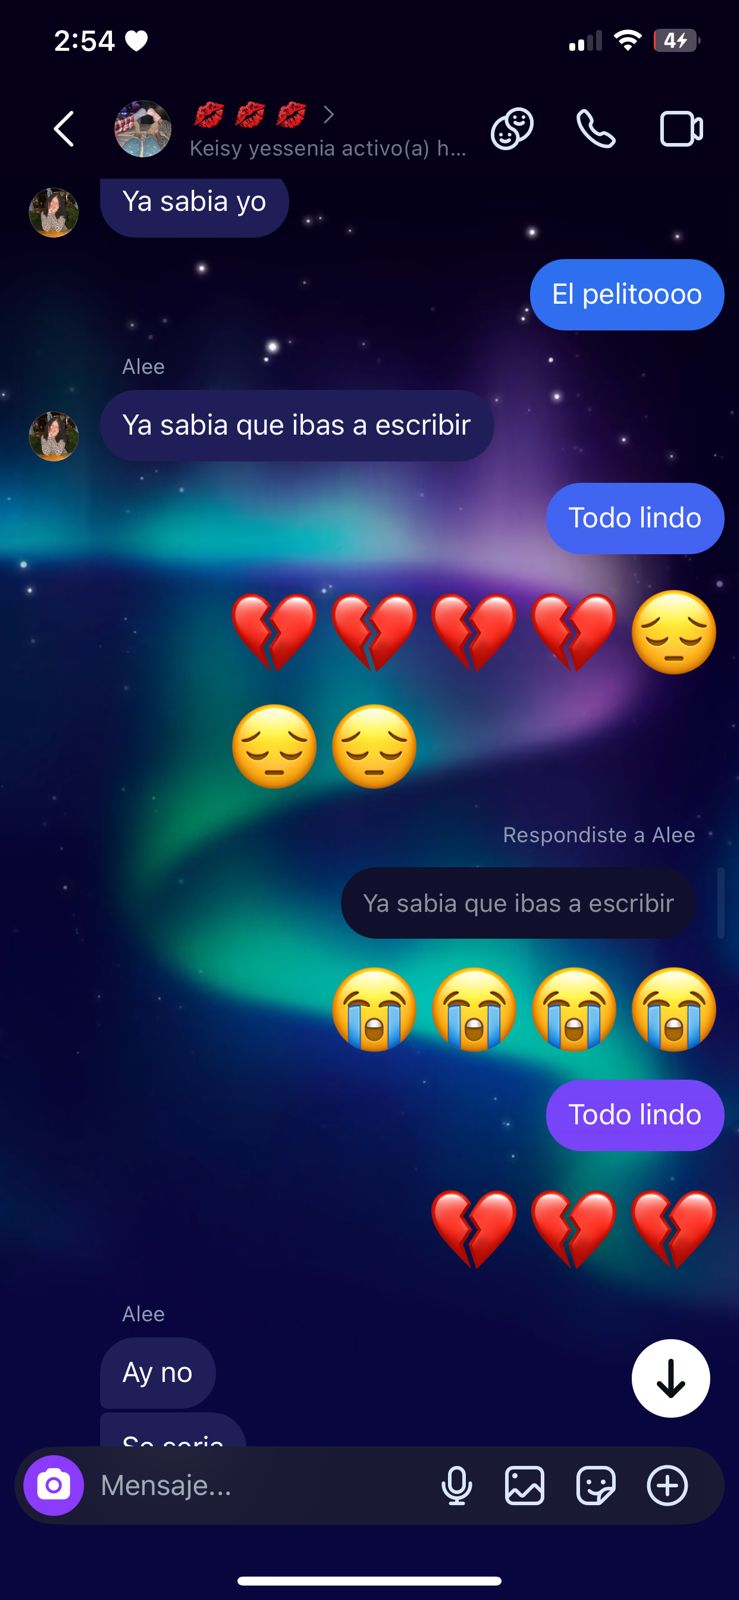 2:54
4
Keisy yessenia activo(a) h...
Ya sabia yo
El pelitoooo
Alee
Ya sabia que ibas a escribir
Todo lindo
Respondiste a Alee
Ya sabia que ibas a escribir
Todo lindo
Alee
Ay no
Mensaje...